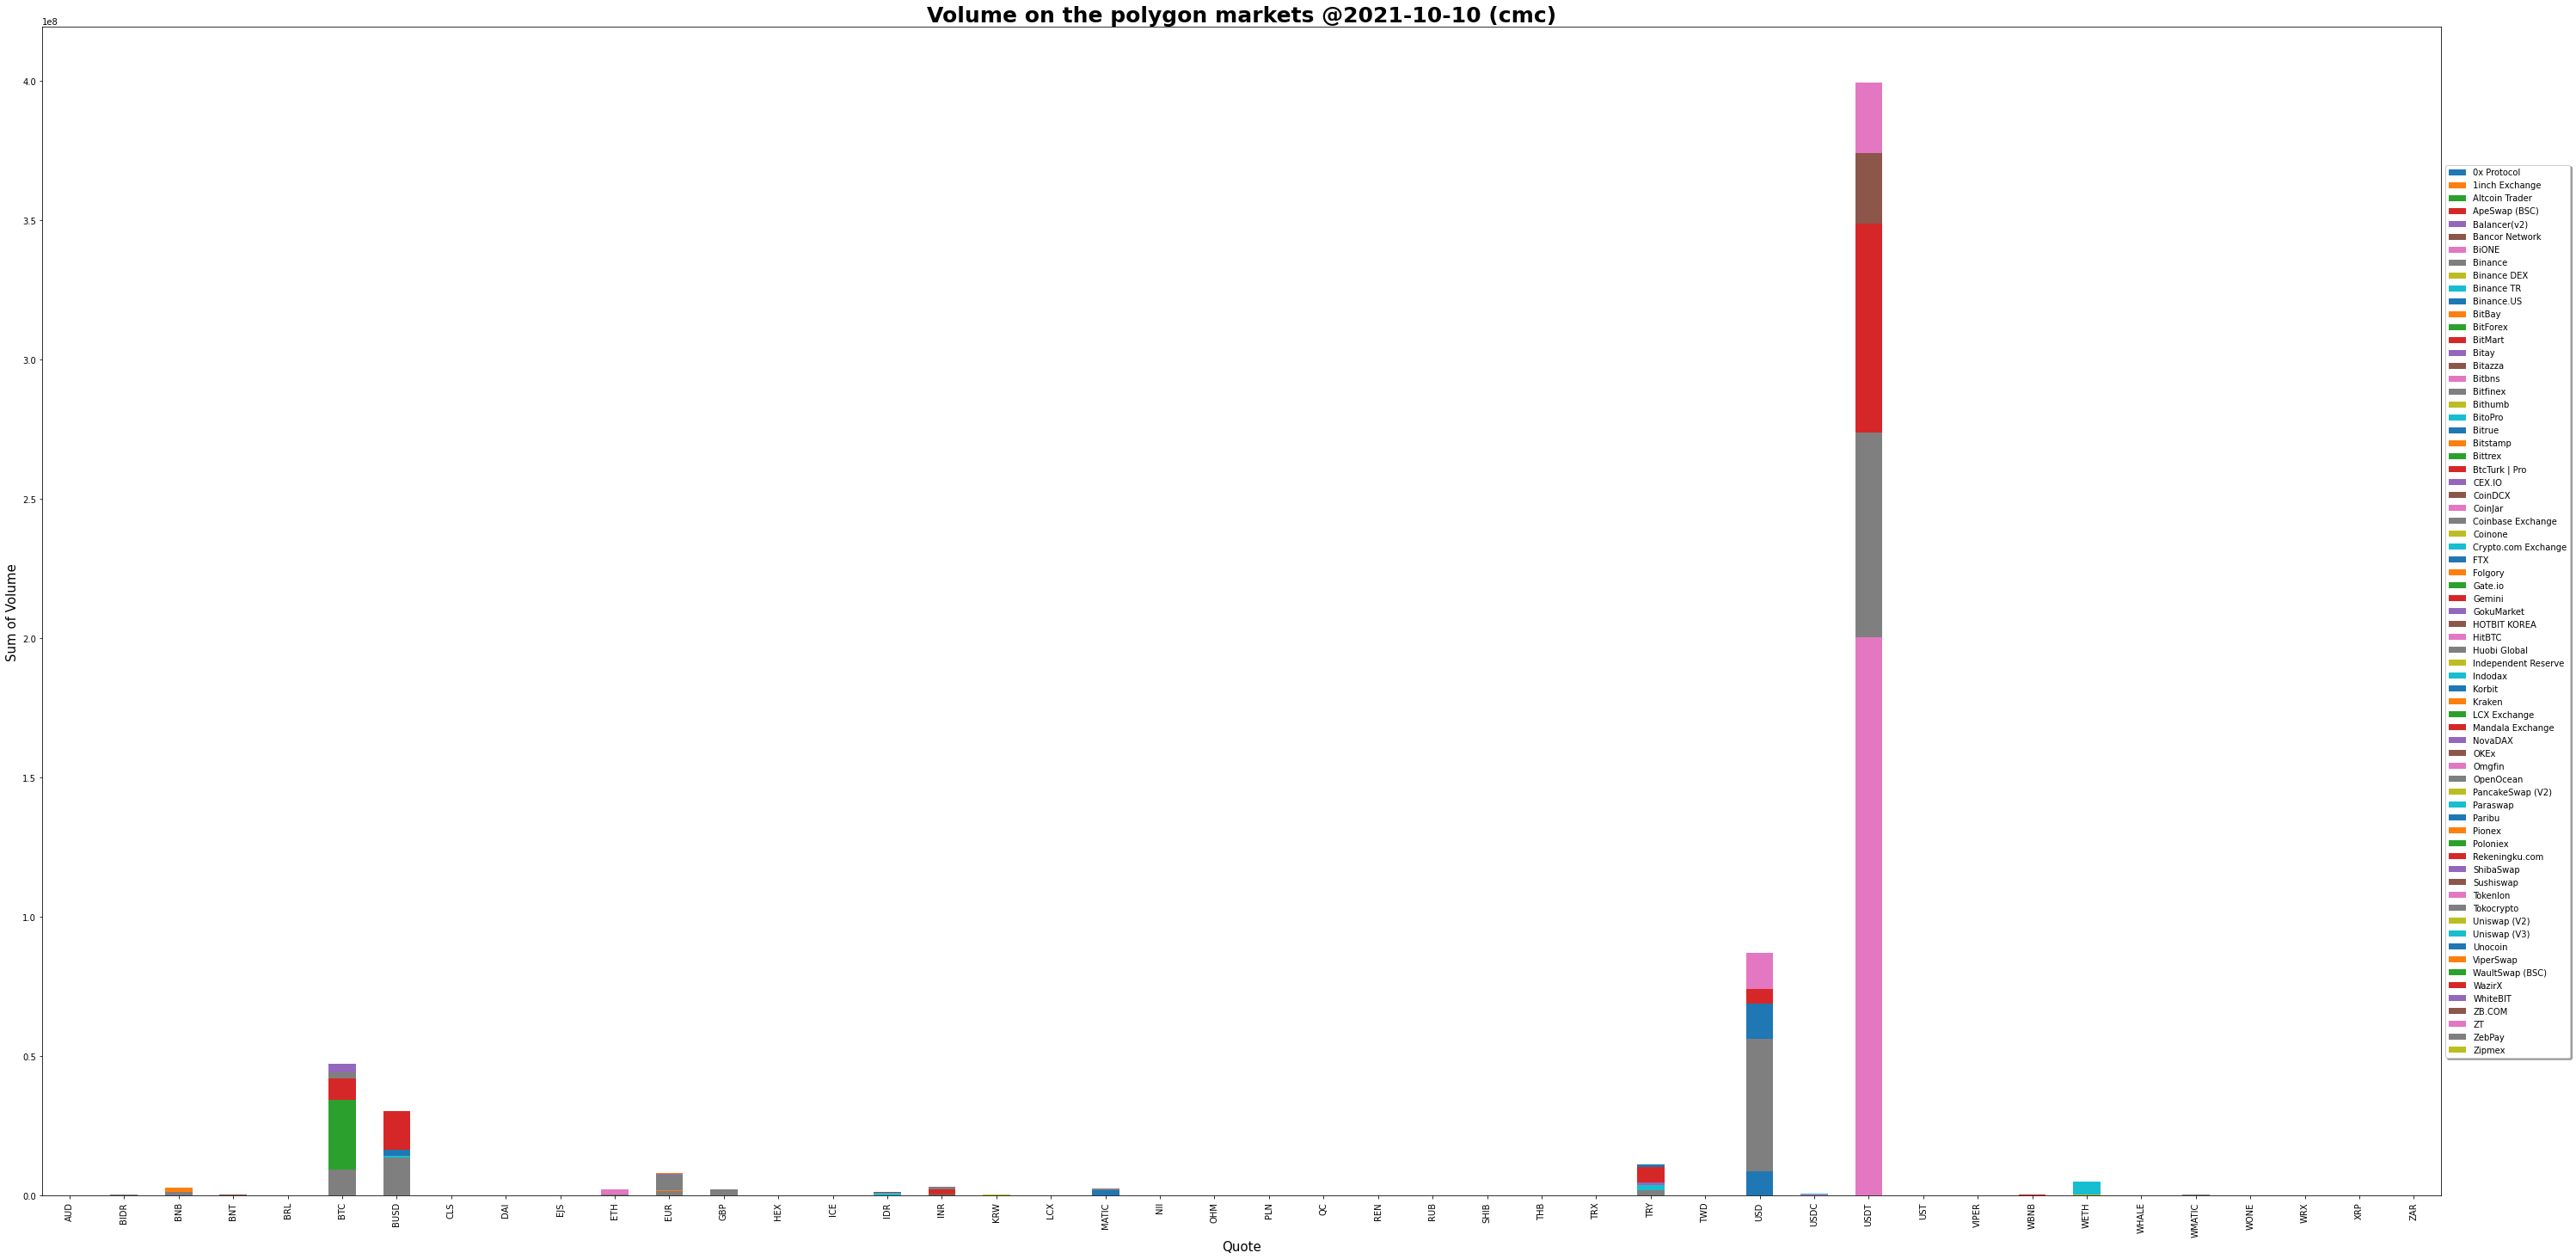 Volume on the polygon markets @2021-10-10 (cmc)
1e8
4.0
3.5
3.0
2.5
2.0
1.5
1.0
0.5
0.0
Sum of Volume
AUD
BIDR
BNB
BNT
BRL
BTC
BUSD
CLS
DAI
EJS
ETH
EUR
GBP
HEX
ICE
IDR
INR
KRW
LCX
MATIC
NII
OHM
PLN
QC
REN
RUB
SHIB
THB
TRX
TRY
TWD
USD
USDC
USDT
UST
VIPER
WBNB
WETH
WHALE
WMATIC
WONE
WRX
XRP
ZAR
Quote
0x Protocol
1inch Exchange
Altcoin Trader
ApeSwap (BSC)
Balancer(v2)
Bancor Network
BiONE
Binance
Binance DEX
Binance TR
Binance.US
BitBay
BitForex
BitMart
Bitay
Bitazza
Bitbns
Bitfinex
Bithumb
BitoPro
Bitrue
Bitstamp
Bittrex
BtcTurk | Pro
CEX.IO
CoinDCX
CoinJar
Coinbase Exchange
Coinone
Crypto.com Exchange
FTX
Folgory
Gate.io
Gemini
GokuMarket
HOTBIT KOREA
HitBTC
Huobi Global
Independent Reserve
Indodax
Korbit
Kraken
LCX Exchange
Mandala Exchange
NovaDAX
OKEx
Omgfin
OpenOcean
PancakeSwap (V2)
Paraswap
Paribu
Pionex
Poloniex
Rekeningku.com
ShibaSwap
Sushiswap
Tokenlon
Tokocrypto
Uniswap (V2)
Uniswap (V3)
Unocoin
ViperSwap
WaultSwap (BSC)
WazirX
WhiteBIT
ZB.COM
ZT
ZebPay
Zipmex